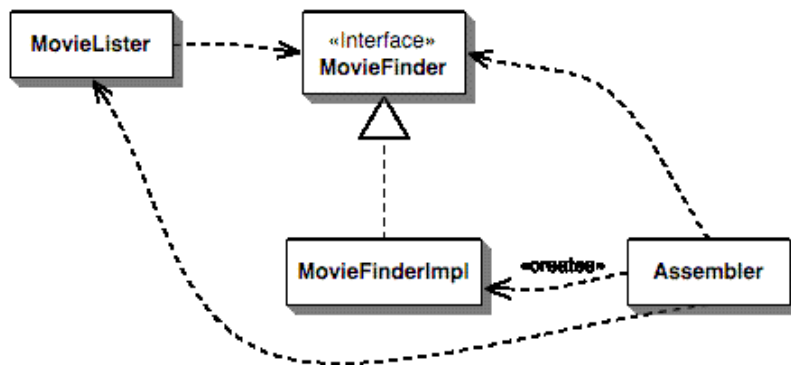 MovieLister
«Interface»
MovieFinder
MovieFinderImpl
«creates»
Assembler